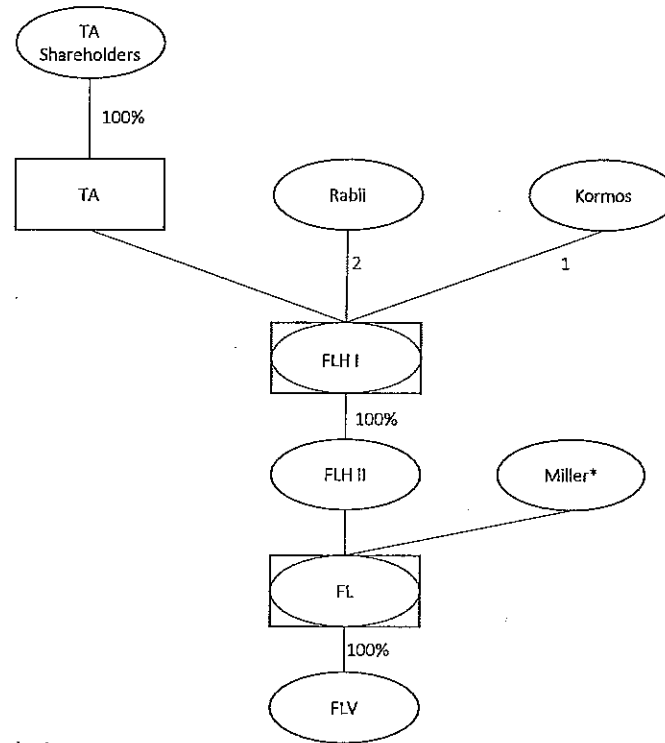 TA
Shareholders
100%
TA
Rabii
Kormos
2
1
FLH I
100%
FLH II
Miller*
FL
100%
FLV